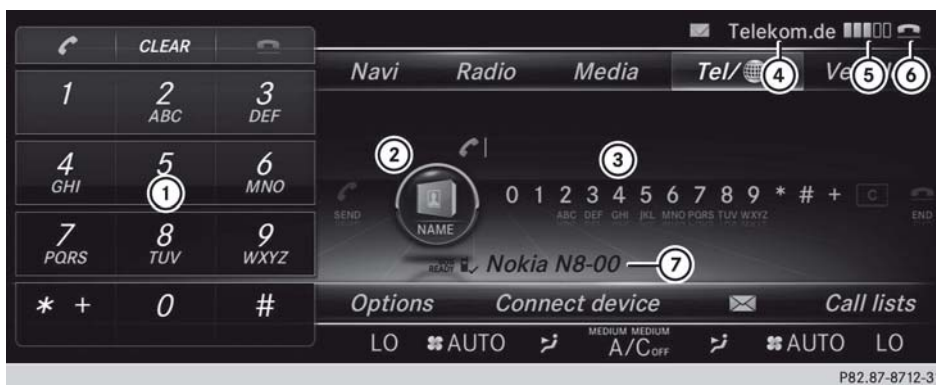 Telekom.de
CLEAR
Navi Radio Media Tel/
1 2 ABC 3 DEF
4 GHI 5 6 MNO
7 PQRS 8 TUV 9 WXYZ
* + 0 #
1
2
3
4
5
6
7
SEND NAME 0 1 2 3 4 5 6 7 8 9 * # + C END
ABC DEF GHI JKL MNO PQRS TUV WXYZ
READY Nokia N8-00
Options Connect device Call lists
LO AUTO MEDIUM MEDIUM A/C OFF AUTO LO
P82.87-8712-31